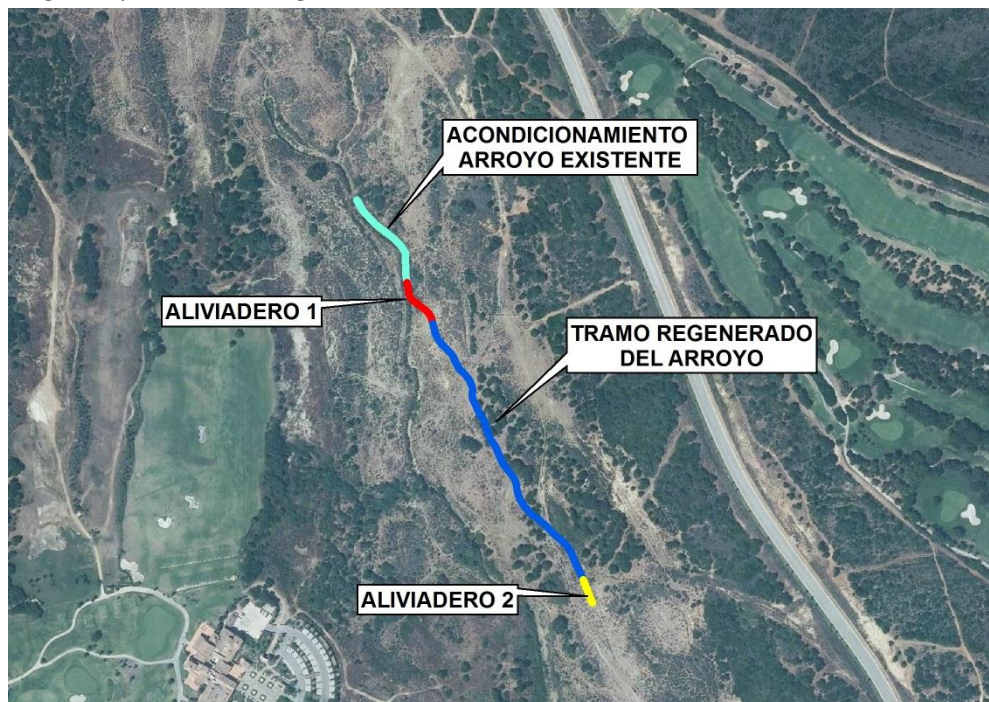 ACONDICIONAMIENTO
ARROYO EXISTENTE
ALIVIADERO 1
TRAMO REGENERADO
DEL ARROYO
ALIVIADERO 2